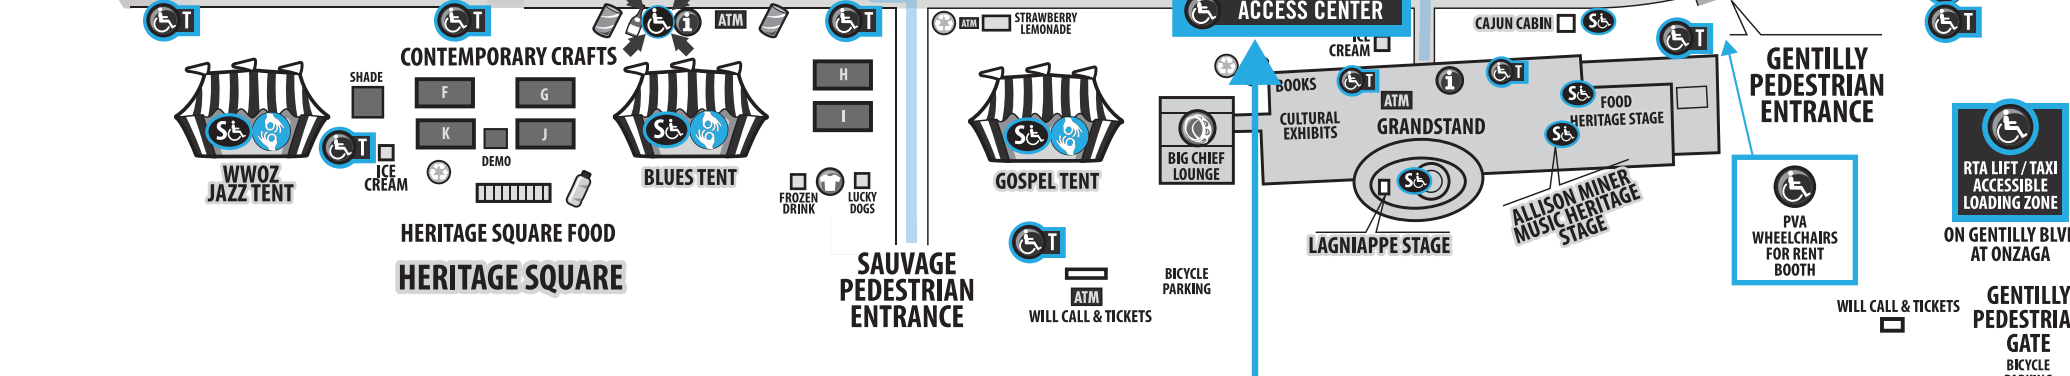 T
T
ATM
T
ATM
STRAWBERRY
LEMONADE
ACCESS CENTER
ICE
CREAM
CAJUN CABIN
S
T
T
CONTEMPORARY CRAFTS
SHADE
F
G
K
J
DEMO
H
I
S
WWOZ
JAZZ TENT
T
ICE
CREAM
S
BLUES TENT
FROZEN
DRINK
LUCKY
DOGS
HERITAGE SQUARE FOOD
HERITAGE SQUARE
SAUVAGE
PEDESTRIAN
ENTRANCE
S
GOSPEL TENT
T
ATM
WILL CALL & TICKETS
BICYCLE
PARKING
BIG CHIEF
LOUNGE
BOOKS
T
ATM
T
CULTURAL
EXHIBITS
GRANDSTAND
S
FOOD
HERITAGE STAGE
S
S
LAGNIAPPE STAGE
ALLISON MINER
MUSIC HERITAGE
STAGE
GENTILLY
PEDESTRIAN
ENTRANCE
PVA
WHEELCHAIRS
FOR RENT
BOOTH
RTA LIFT / TAXI
ACCESSIBLE
LOADING ZONE
ON GENTILLY BLV
AT ONZAGA
WILL CALL & TICKETS
GENTILLY
PEDESTRIA
GATE
BICYCLE